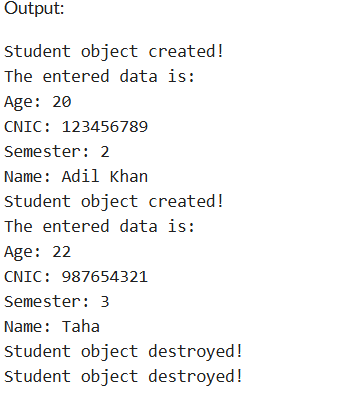 Output:
Student object created!
The entered data is:
Age: 20
CNIC: 123456789
Semester: 2
Name: Adil Khan
Student object created!
The entered data is:
Age: 22
CNIC: 987654321
Semester: 3
Name: Taha
Student object destroyed!
Student object destroyed!